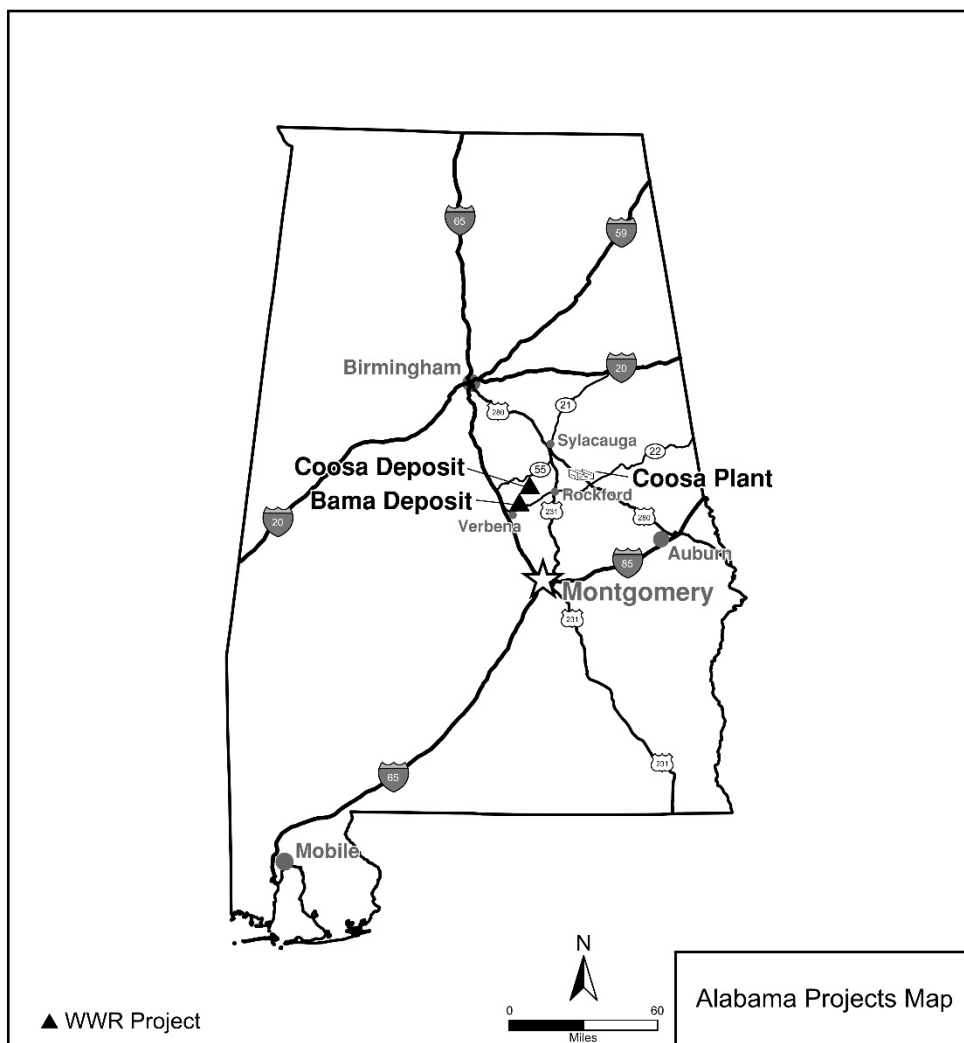 65
59
Birmingham
20
21
280
Sylacauga
22
55
Coosa Deposit
Coosa Plant
Bama Deposit
Rockford
231
Verbena
280
20
Auburn
85
Montgomery
231
231
65
Mobile
N
0 60
Miles
Alabama Projects Map
WWR Project